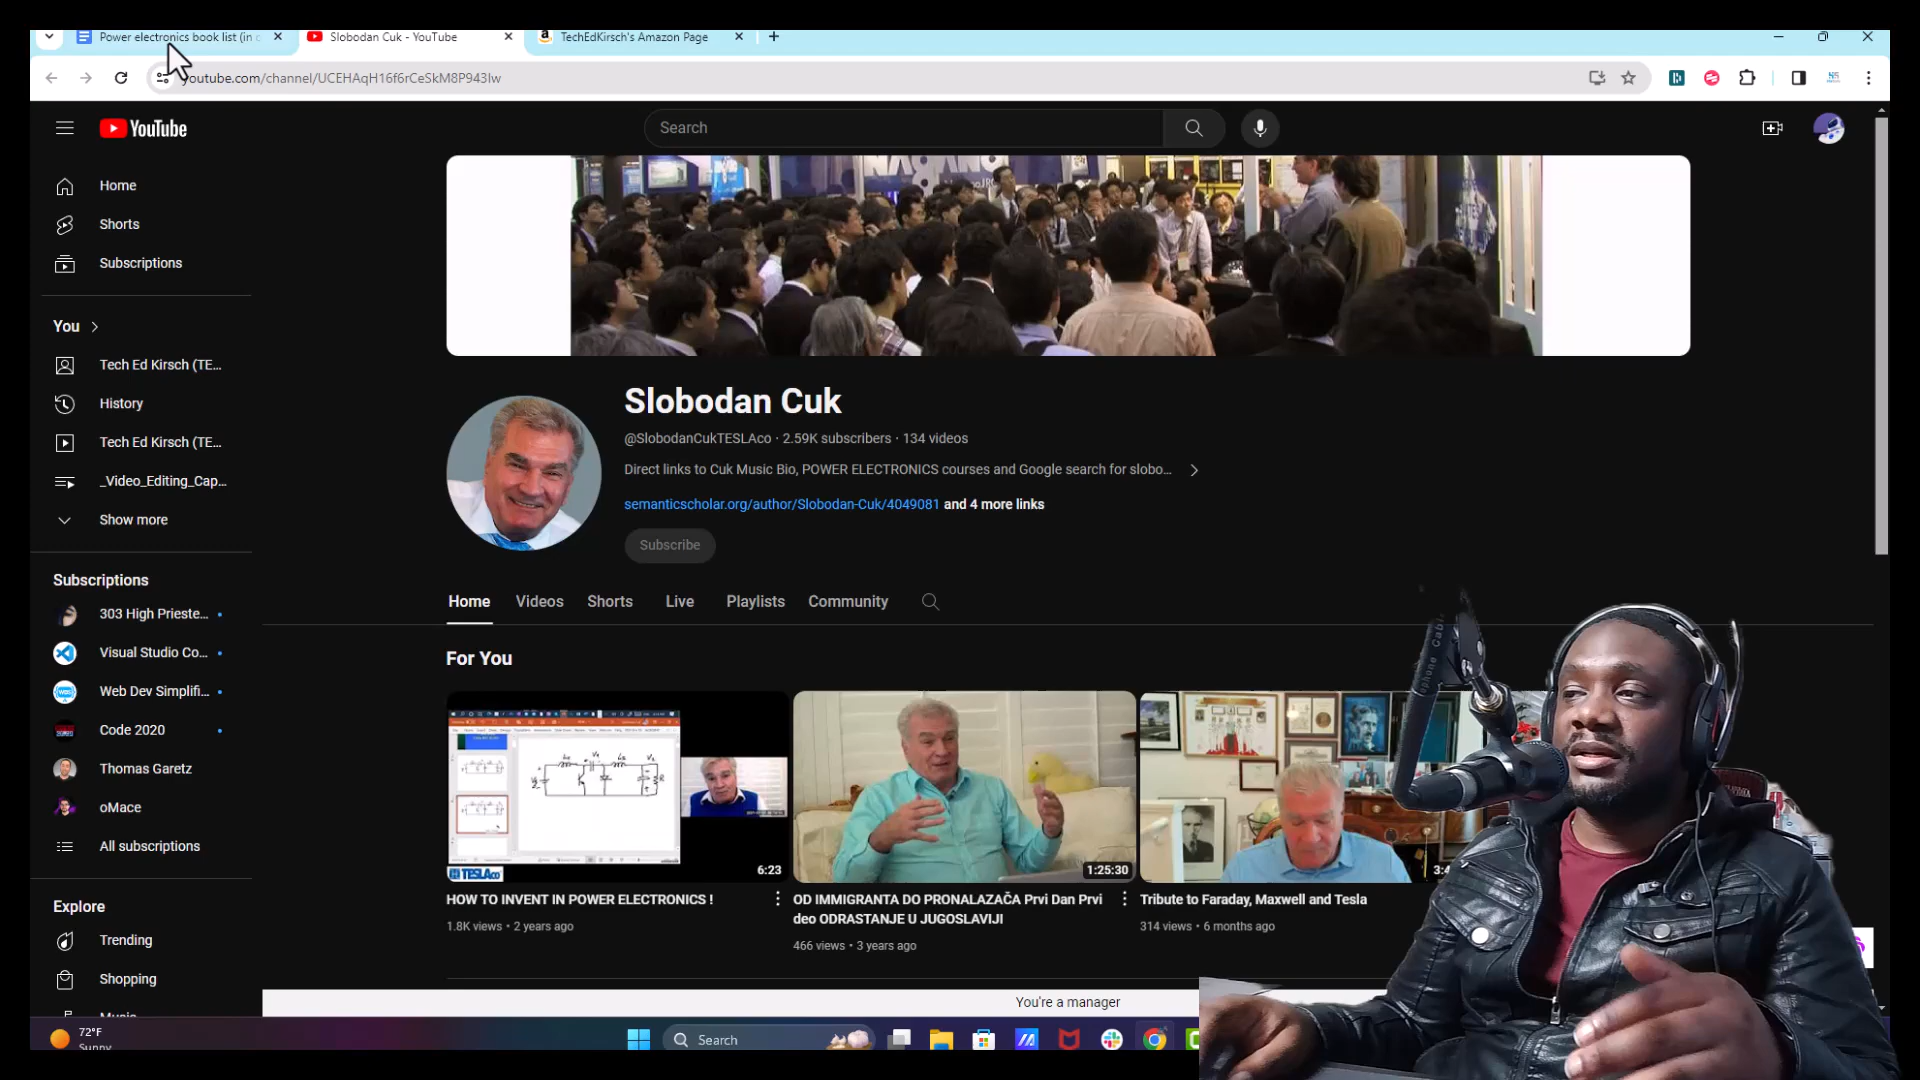 Power electronics book list (in c
Slobodan Cuk - YouTube
TechEdKirsch's Amazon Page
youtube.com/channel/UCEHAqH16f6rCeSkM8P943Iw
YouTube
Search
Home
Shorts
Subscriptions
You
Tech Ed Kirsch (TE...
History
Tech Ed Kirsch (TE...
_Video_Editing_Cap...
Show more
Subscriptions
303 High Prieste...
Visual Studio Co...
Web Dev Simplifi...
Code 2020
Thomas Garetz
oMace
All subscriptions
Explore
Trending
Shopping
Music
Slobodan Cuk
@SlobodanCukTESLAco · 2.59K subscribers · 134 videos
Direct links to Cuk Music Bio, POWER ELECTRONICS courses and Google search for slobo...
semanticscholar.org/author/Slobodan-Cuk/4049081 and 4 more links
Subscribe
Home
Videos
Shorts
Live
Playlists
Community
For You
TESLAco
6:23
1:25:30
3:4
HOW TO INVENT IN POWER ELECTRONICS !
1.8K views • 2 years ago
OD IMMIGRANTA DO PRONALAZAČA Prvi Dan Prvi
deo ODRASTANJE U JUGOSLAVIJI
466 views • 3 years ago
Tribute to Faraday, Maxwell and Tesla
314 views • 6 months ago
You're a manager
72°F
Sunny
Search